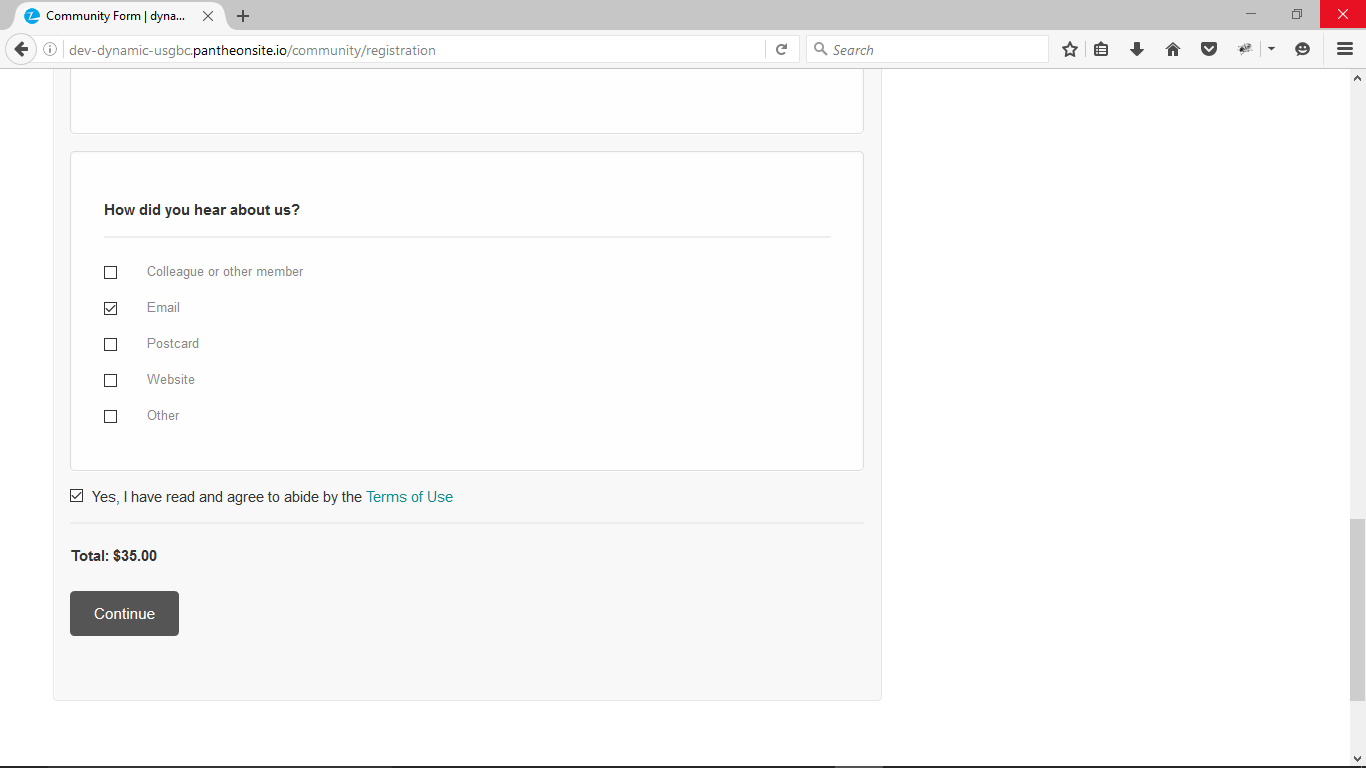 Community Form | dyna...
dev-dynamic-usgbc.pantheonsite.io/community/registration
Search
How did you hear about us?
Colleague or other member
Email
Postcard
Website
Other
Yes, I have read and agree to abide by the Terms of Use
Total: $35.00
Continue